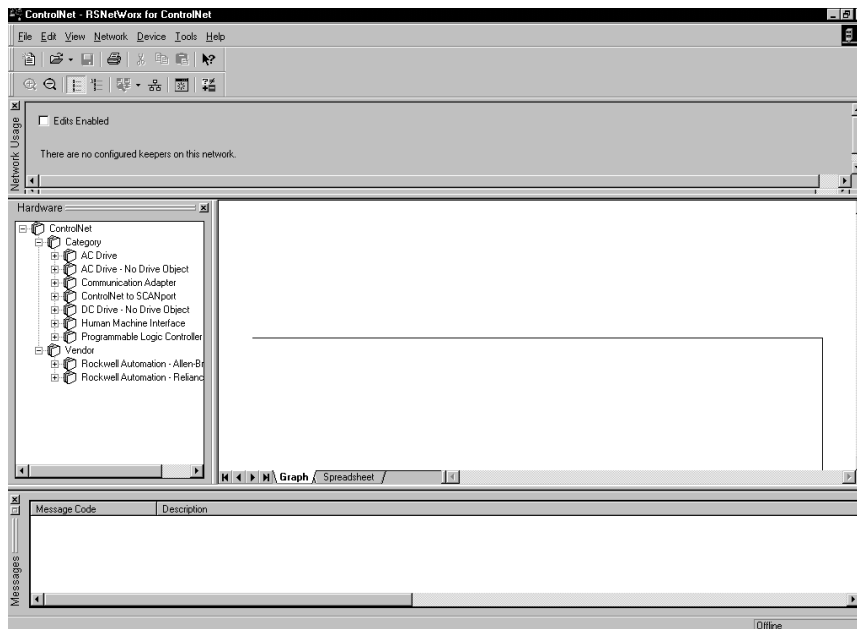 ControlNet - RSNetWorx for ControlNet
File Edit View Network Device Tools Help
Network Usage
Edits Enabled
There are no configured keepers on this network.
Hardware
ControlNet
Category
AC Drive
AC Drive - No Drive Object
Communication Adapter
ControlNet to SCANport
DC Drive - No Drive Object
Human Machine Interface
Programmable Logic Controller
Vendor
Rockwell Automation - Allen-Br
Rockwell Automation - Relianc
Graph Spreadsheet
Messages
Message Code Description
Offline